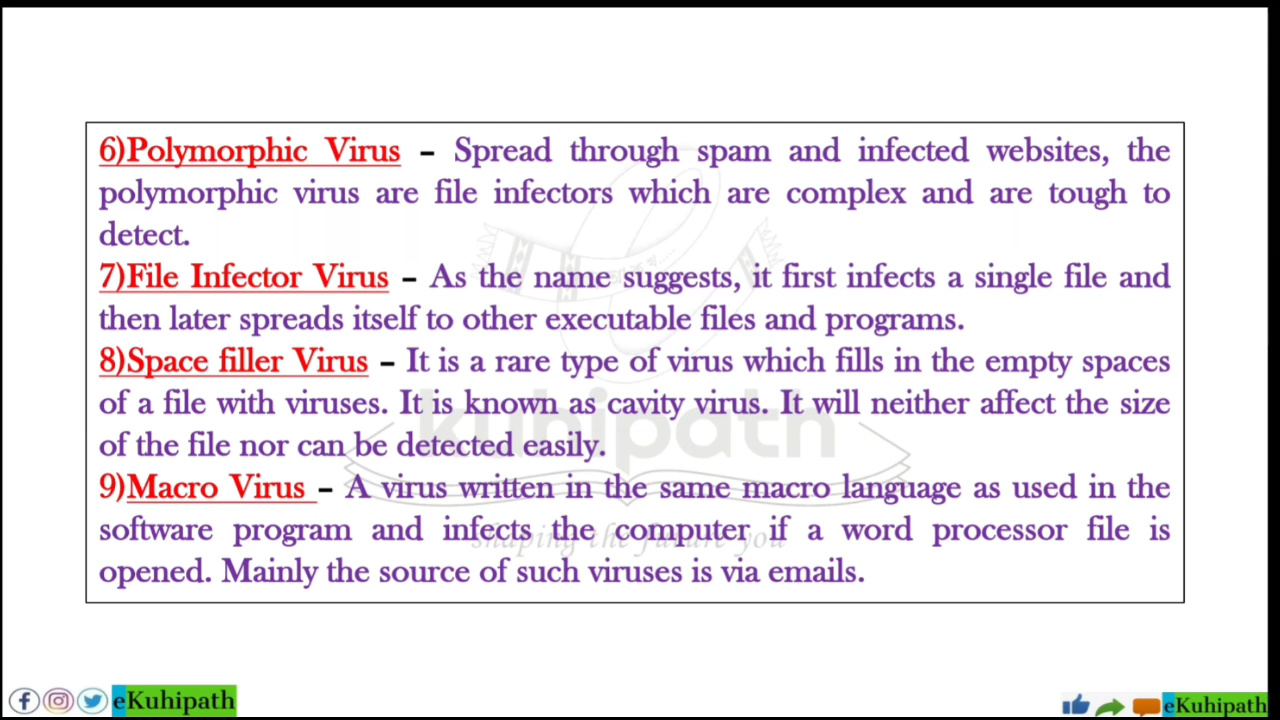 6)Polymorphic Virus – Spread through spam and infected websites, the
polymorphic virus are file infectors which are complex and are tough to
detect.
7)File Infector Virus – As the name suggests, it first infects a single file and
then later spreads itself to other executable files and programs.
8)Space filler Virus – It is a rare type of virus which fills in the empty spaces
of a file with viruses. It is known as cavity virus. It will neither affect the size
of the file nor can be detected easily.
9)Macro Virus – A virus written in the same macro language as used in the
software program and infects the computer if a word processor file is
opened. Mainly the source of such viruses is via emails.
kuhipath
shaping the future you
eKuhipath
eKuhipath